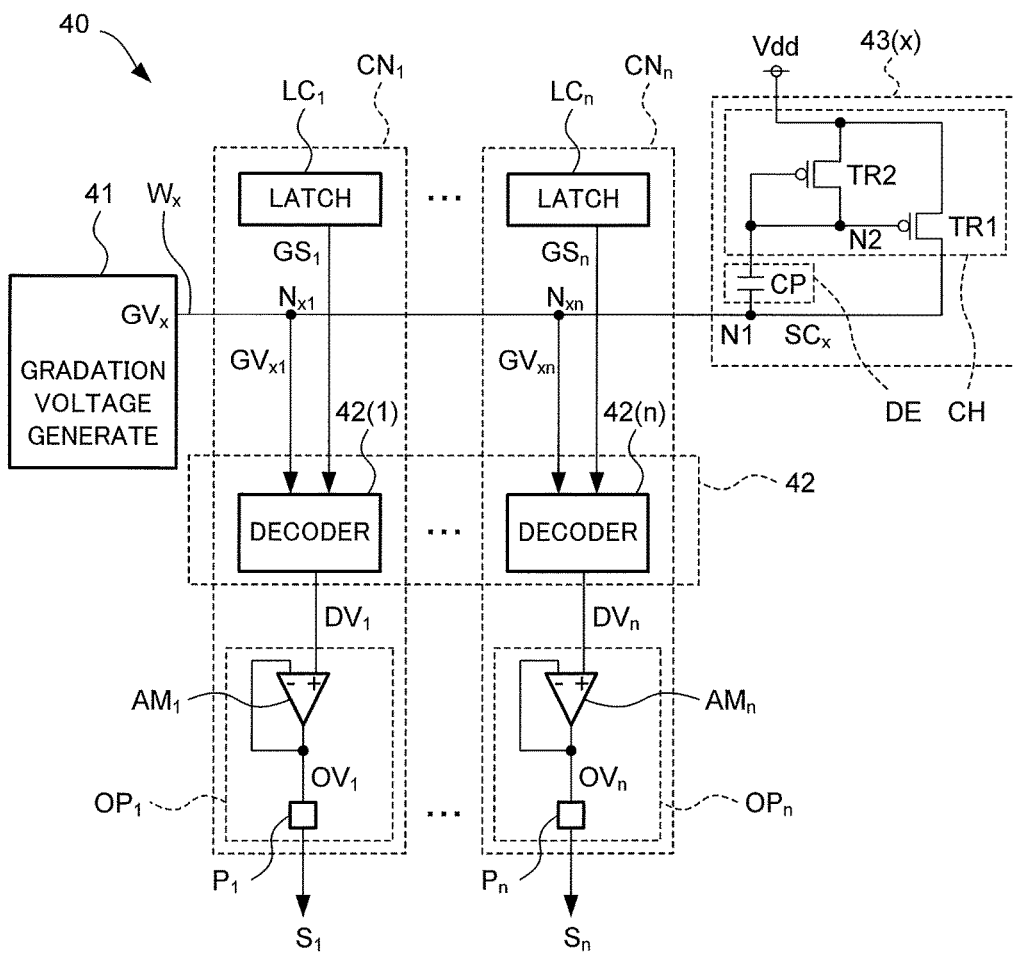 40
CN1
CNn
Vdd
43(x)
LC1
LCn
41
Wx
LATCH
...
LATCH
TR2
TR1
N2
GS1
GSn
CP
GVx
Nx1
Nxn
N1
SCx
GVx1
GVxn
GRADATION
VOLTAGE
GENERATE
42(1)
42(n)
DE
CH
42
DECODER
...
DECODER
DV1
DVn
- +
- +
AM1
AMn
OV1
OVn
OP1
...
OPn
P1
Pn
S1
Sn